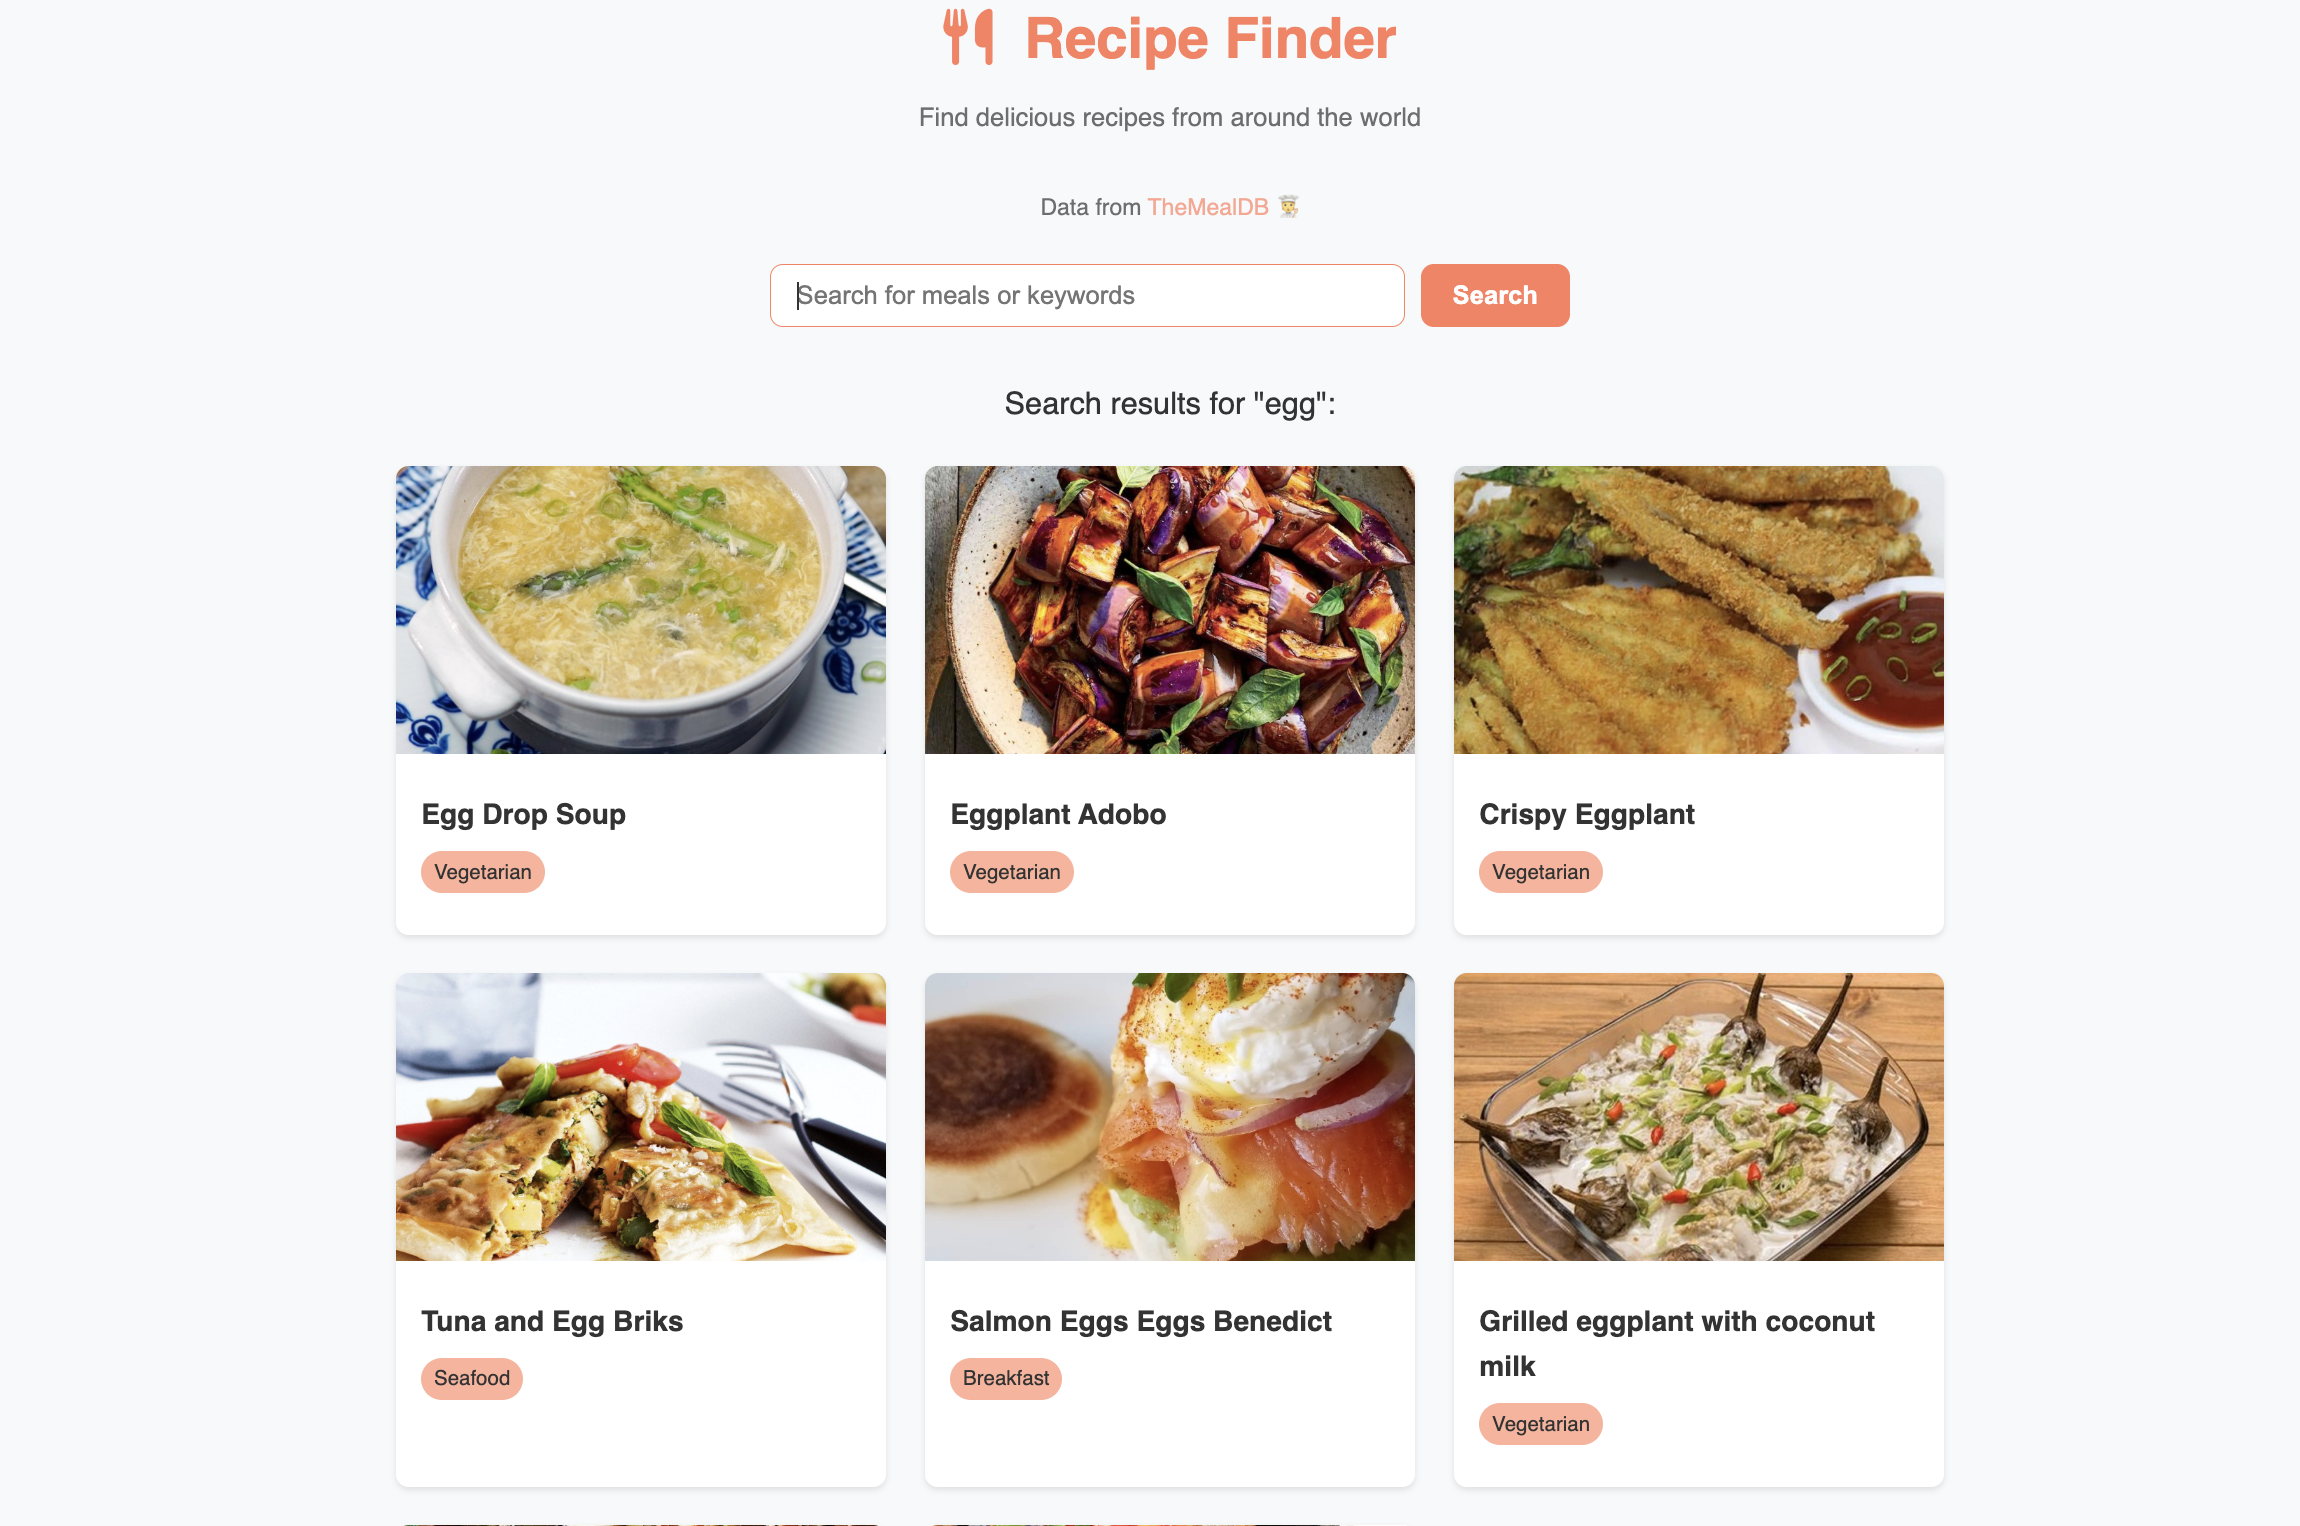 Recipe Finder
Find delicious recipes from around the world
Data from TheMealDB 👨‍🍳
Search for meals or keywords
Search
Search results for "egg":
Egg Drop Soup
Vegetarian
Eggplant Adobo
Vegetarian
Crispy Eggplant
Vegetarian
Tuna and Egg Briks
Seafood
Salmon Eggs Eggs Benedict
Breakfast
Grilled eggplant with coconut
milk
Vegetarian